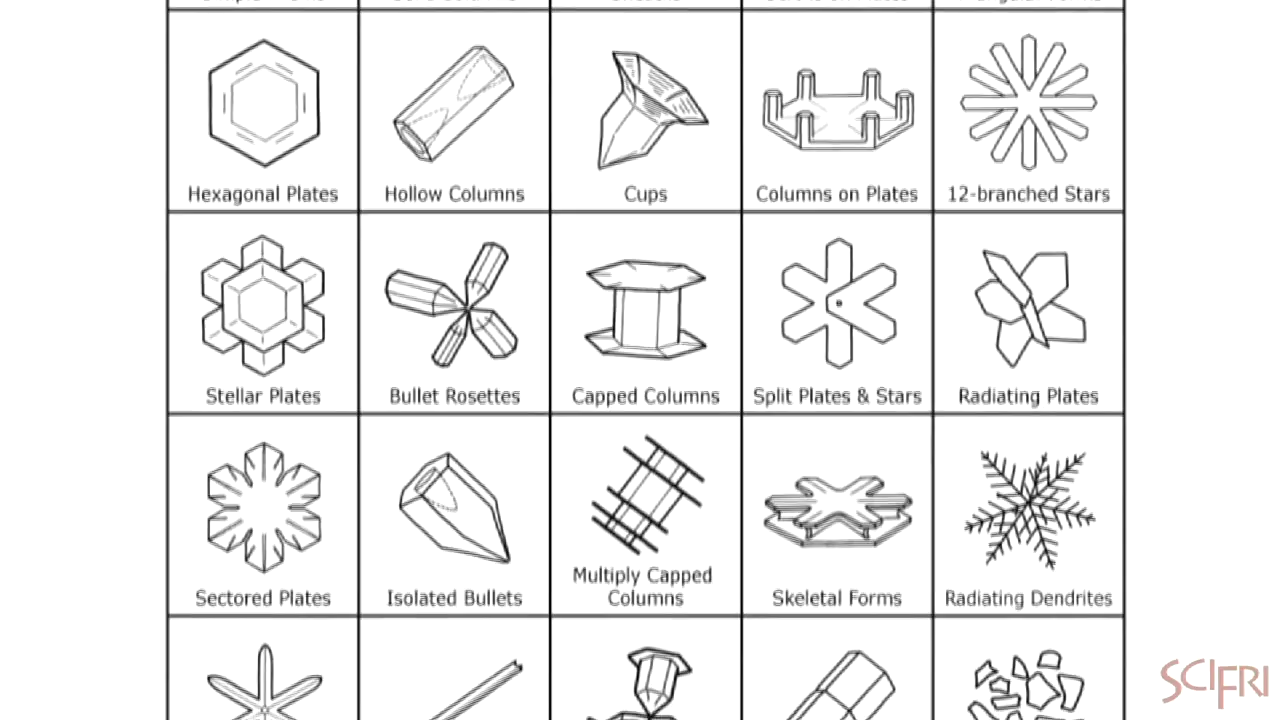 Hexagonal Plates
Hollow Columns
Cups
Columns on Plates
12-branched Stars
Stellar Plates
Bullet Rosettes
Capped Columns
Split Plates & Stars
Radiating Plates
Sectored Plates
Isolated Bullets
Multiply Capped
Columns
Skeletal Forms
Radiating Dendrites
SCIFRI